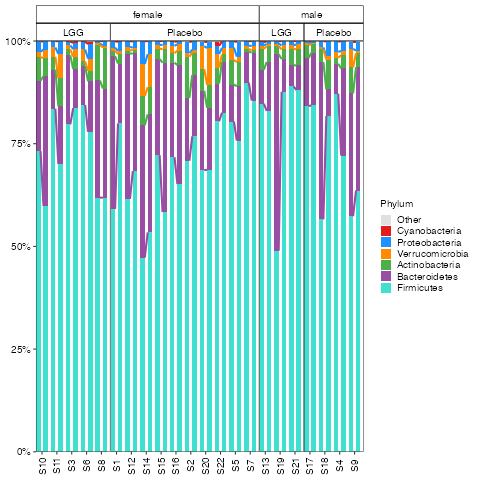 female male
LGG Placebo LGG Placebo
100%
75%
50%
25%
0%
Phylum
Other
Cyanobacteria
Proteobacteria
Verrucomicrobia
Actinobacteria
Bacteroidetes
Firmicutes
S10 S11 S3 S6 S8 S1 S12 S14 S15 S16 S2 S20 S22 S5 S7 S13 S19 S21 S17 S18 S4 S9